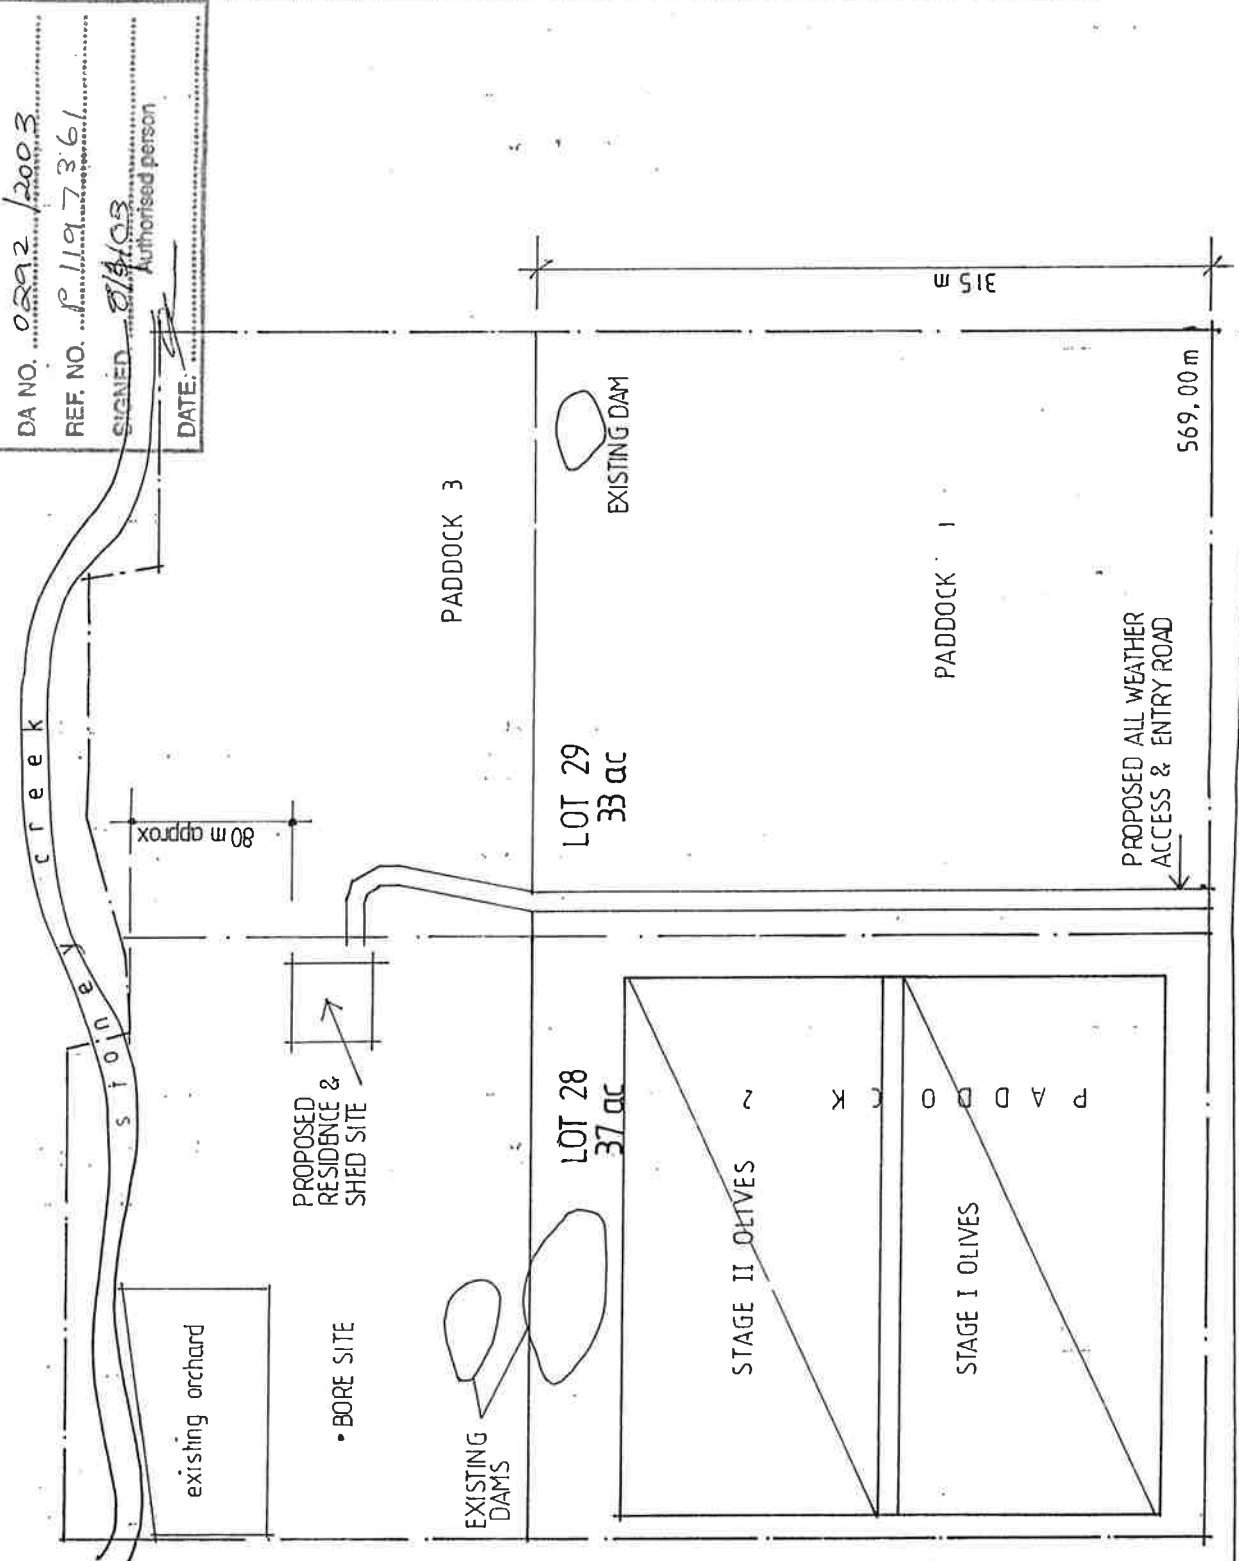 DA NO. 0292/2003
REF. NO. P1197361
SIGNED
Authorised person
DATE:
stoney creek
80 m approx
existing orchard
• BORE SITE
PROPOSED
RESIDENCE &
SHED SITE
PADDOCK 3
EXISTING
DAMS
LOT 28
37 ac
LOT 29
33 ac
EXISTING DAM
315 m
STAGE II OLIVES
STAGE I OLIVES
PADDOCK 2
PADDOCK 1
PROPOSED ALL WEATHER
ACCESS & ENTRY ROAD
569,00m